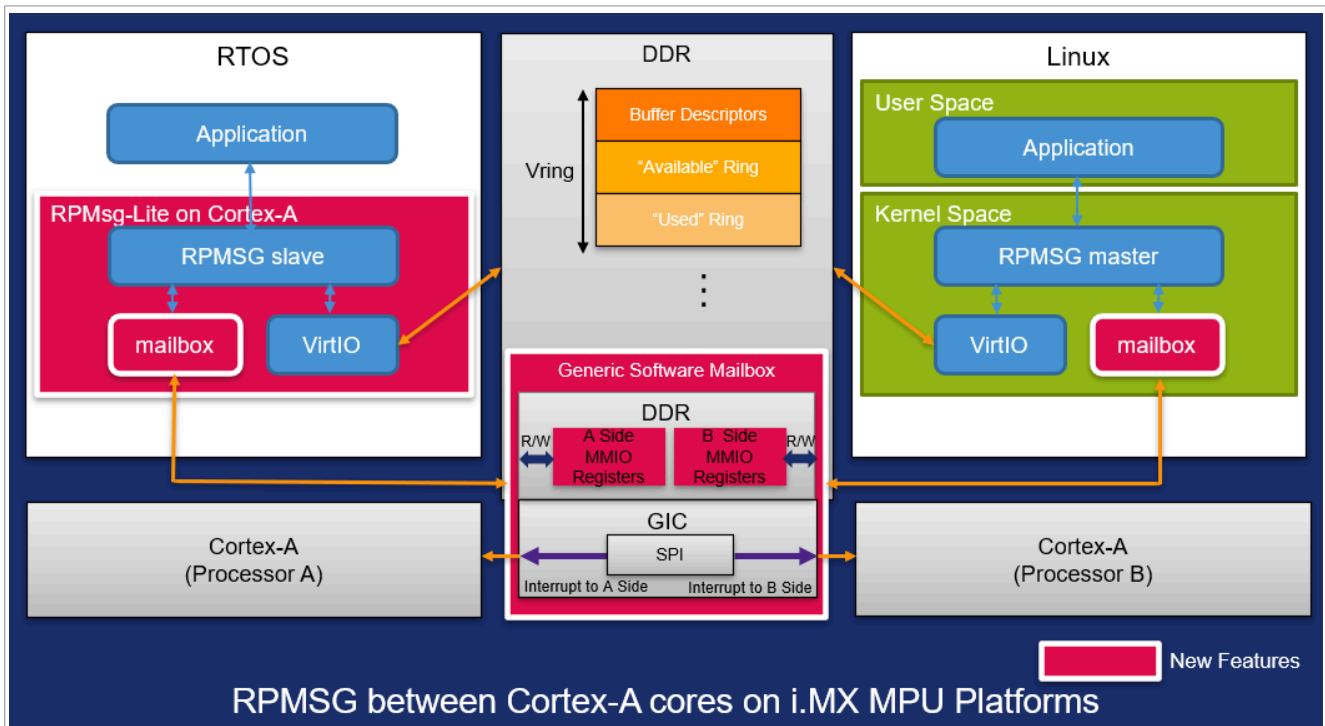 RTOS
Application
RPMsg-Lite on Cortex-A
RPMSG slave
mailbox
VirtIO
DDR
Vring
Buffer Descriptors
“Available” Ring
“Used” Ring
Linux
User Space
Application
Kernel Space
RPMSG master
VirtIO
mailbox
Generic Software Mailbox
DDR
R/W
A Side
MMIO
Registers
B Side
MMIO
Registers
R/W
GIC
SPI
Interrupt to A Side
Interrupt to B Side
Cortex-A
(Processor A)
Cortex-A
(Processor B)
New Features
RPMSG between Cortex-A cores on i.MX MPU Platforms